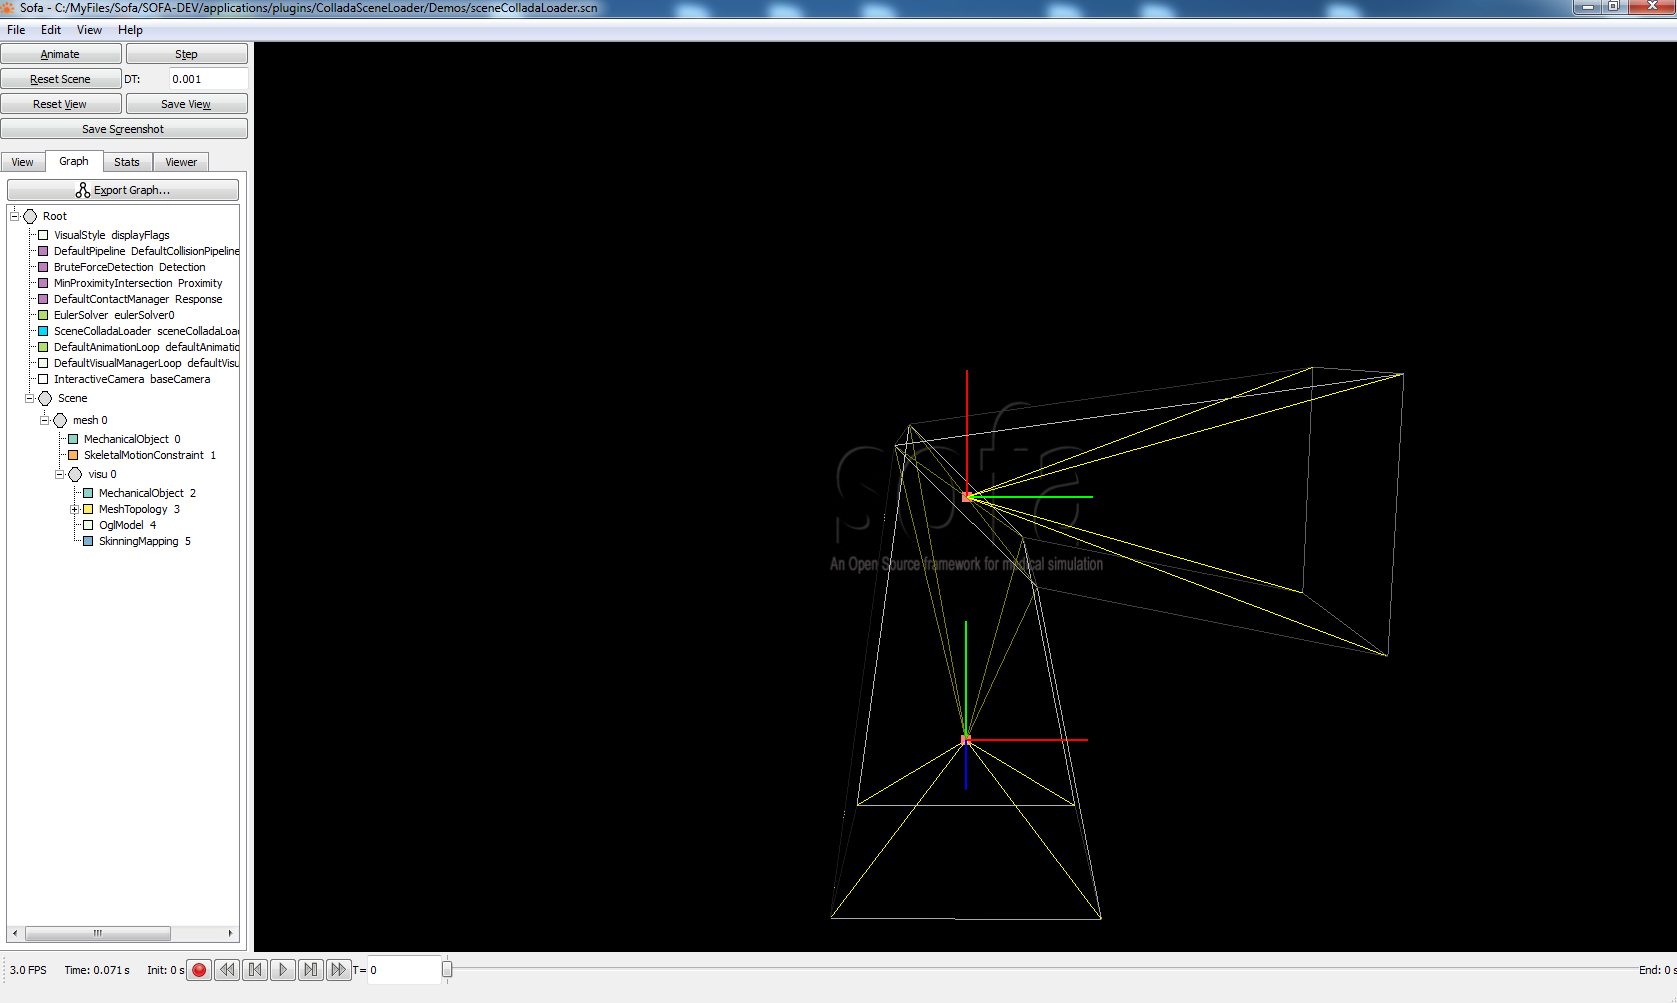 Sofa - C:/MyFiles/Sofa/SOFA-DEV/applications/plugins/ColladaSceneLoader/Demos/sceneColladaLoader.scn
File Edit View Help
Animate Step
Reset Scene DT: 0.001
Reset View Save View
Save Screenshot
View Graph Stats Viewer
Export Graph...
Root
VisualStyle displayFlags
DefaultPipeline DefaultCollisionPipeline
BruteForceDetection Detection
MinProximityIntersection Proximity
DefaultContactManager Response
EulerSolver eulerSolver0
SceneColladaLoader sceneColladaLoa
DefaultAnimationLoop defaultAnimatio
DefaultVisualManagerLoop defaultVisu
InteractiveCamera baseCamera
Scene
mesh 0
MechanicalObject 0
SkeletalMotionConstraint 1
visu 0
MechanicalObject 2
MeshTopology 3
OglModel 4
SkinningMapping 5
sofa
An Open Source framework for medical simulation
3.0 FPS Time: 0.071 s Init: 0 s T= 0 End: 0 s